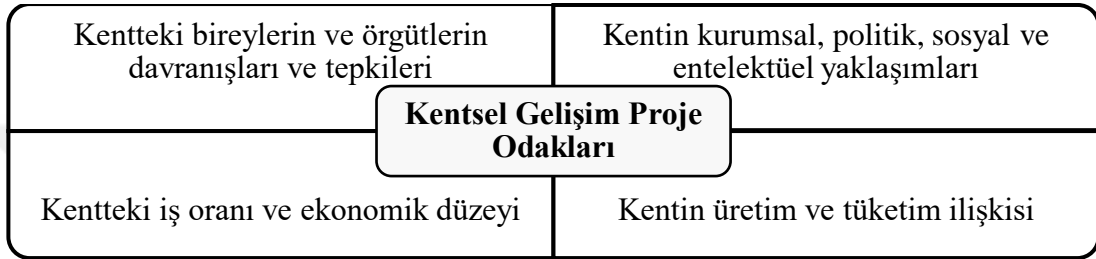 Kentteki bireylerin ve örgütlerin
davranışları ve tepkileri
Kentin kurumsal, politik, sosyal ve
entelektüel yaklaşımları
Kentsel Gelişim Proje
Odakları
Kentteki iş oranı ve ekonomik düzeyi
Kentin üretim ve tüketim ilişkisi